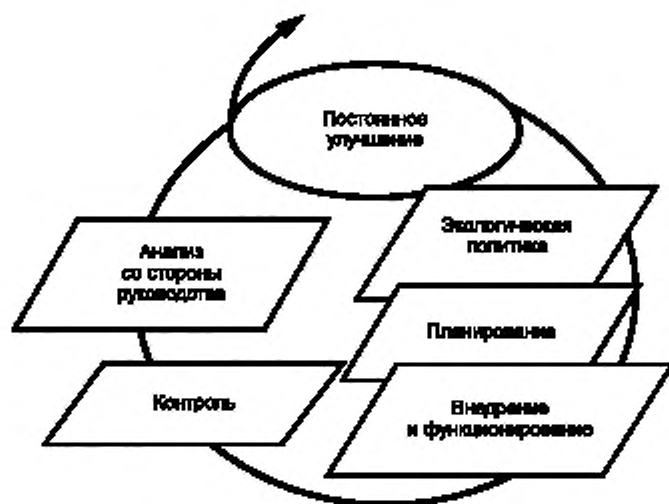 Постоянное
улучшение
Экологическая
политика
Планирование
Внедрение
и функционирование
Контроль
Анализ
со стороны
руководства